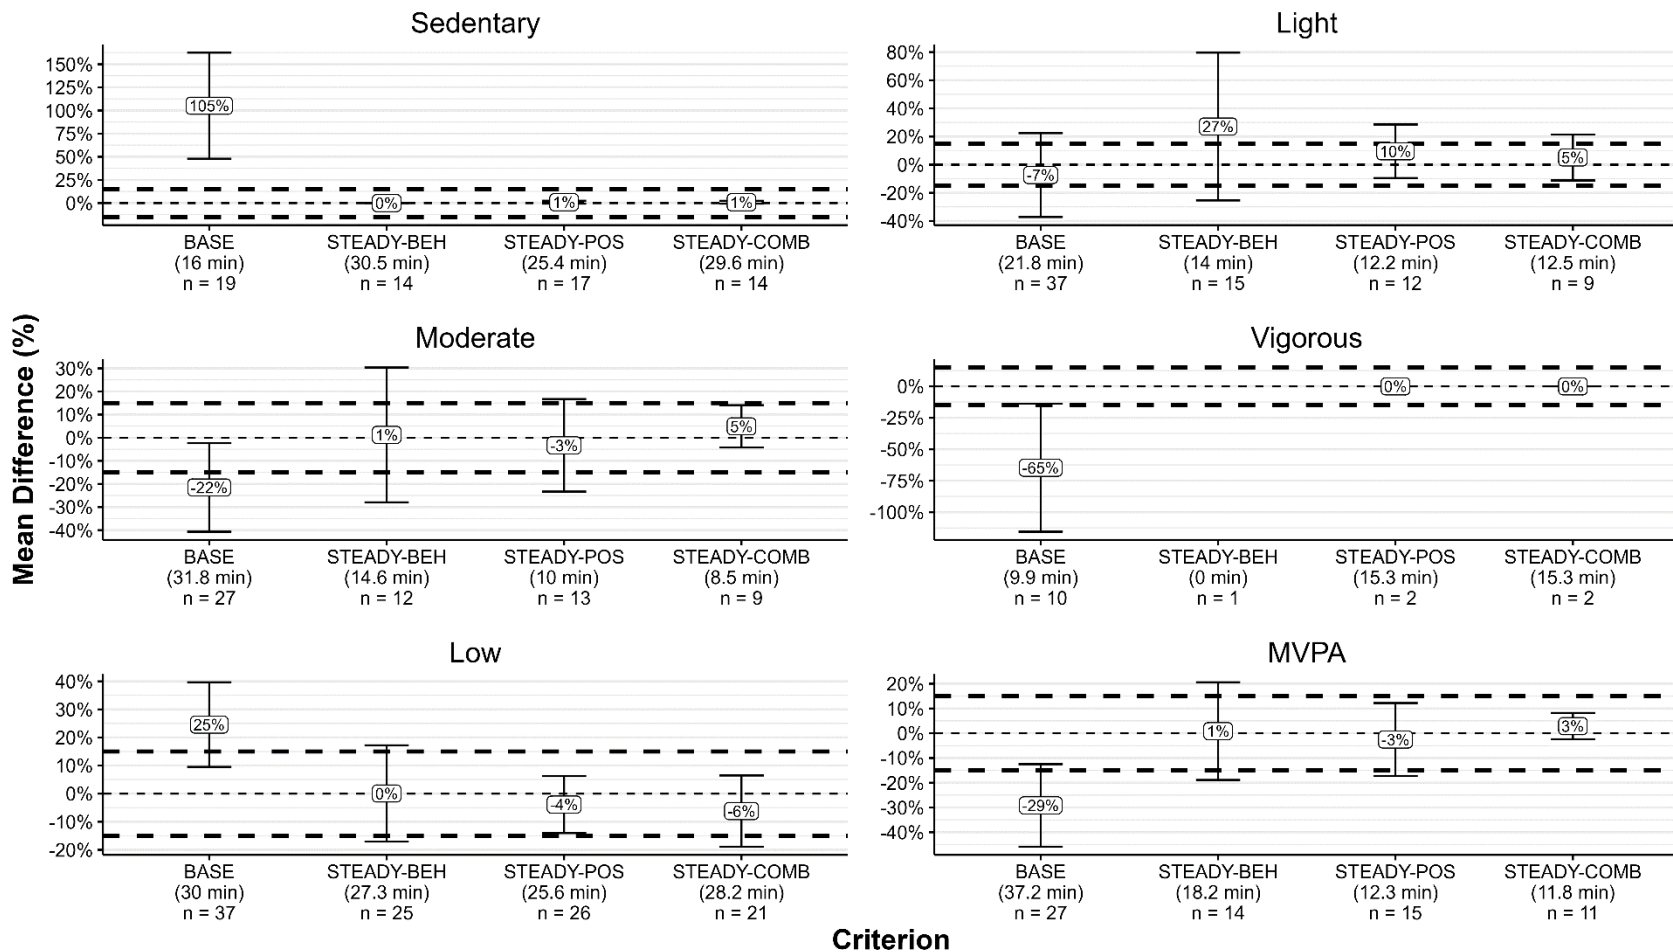 Sedentary
150%
125%
100%
75%
50%
25%
0%
105%
0%
1%
1%
BASE
(16 min)
n = 19
STEADY-BEH
(30.5 min)
n = 14
STEADY-POS
(25.4 min)
n = 17
STEADY-COMB
(29.6 min)
n = 14
Light
80%
60%
40%
20%
0%
-20%
-40%
-7%
27%
10%
5%
BASE
(21.8 min)
n = 37
STEADY-BEH
(14 min)
n = 15
STEADY-POS
(12.2 min)
n = 12
STEADY-COMB
(12.5 min)
n = 9
Mean Difference (%)
Moderate
30%
20%
10%
0%
-10%
-20%
-30%
-40%
-22%
1%
-3%
5%
BASE
(31.8 min)
n = 27
STEADY-BEH
(14.6 min)
n = 12
STEADY-POS
(10 min)
n = 13
STEADY-COMB
(8.5 min)
n = 9
Vigorous
0%
-25%
-50%
-75%
-100%
-65%
0%
0%
BASE
(9.9 min)
n = 10
STEADY-BEH
(0 min)
n = 1
STEADY-POS
(15.3 min)
n = 2
STEADY-COMB
(15.3 min)
n = 2
Low
40%
30%
20%
10%
0%
-10%
-20%
25%
0%
-4%
-6%
BASE
(30 min)
n = 37
STEADY-BEH
(27.3 min)
n = 25
STEADY-POS
(25.6 min)
n = 26
STEADY-COMB
(28.2 min)
n = 21
MVPA
20%
10%
0%
-10%
-20%
-30%
-40%
-29%
1%
-3%
3%
BASE
(37.2 min)
n = 27
STEADY-BEH
(18.2 min)
n = 14
STEADY-POS
(12.3 min)
n = 15
STEADY-COMB
(11.8 min)
n = 11
Criterion